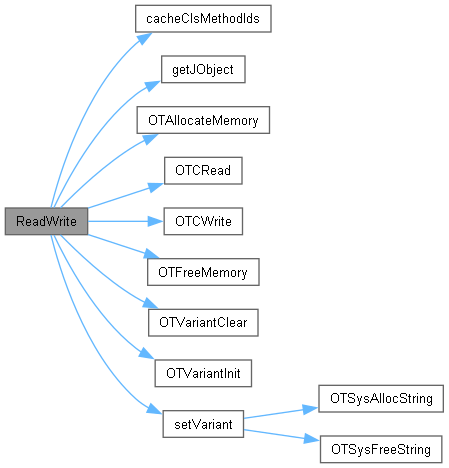 cacheClsMethodIds
getJObject
OTAllocateMemory
OTCRead
ReadWrite
OTCWrite
OTFreeMemory
OTVariantClear
OTVariantInit
setVariant
OTSysAllocString
OTSysFreeString